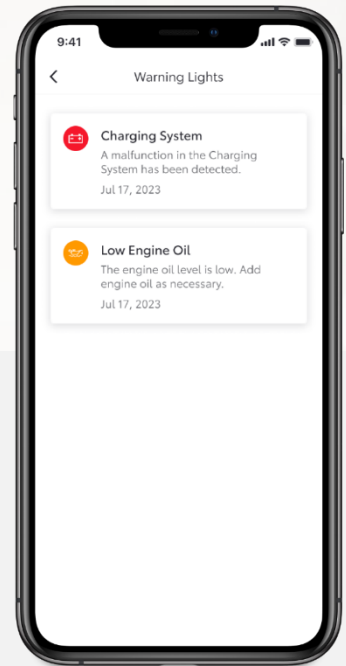 9:41
Warning Lights
Charging System
A malfunction in the Charging
System has been detected.
Jul 17, 2023
Low Engine Oil
The engine oil level is low. Add
engine oil as necessary.
Jul 17, 2023